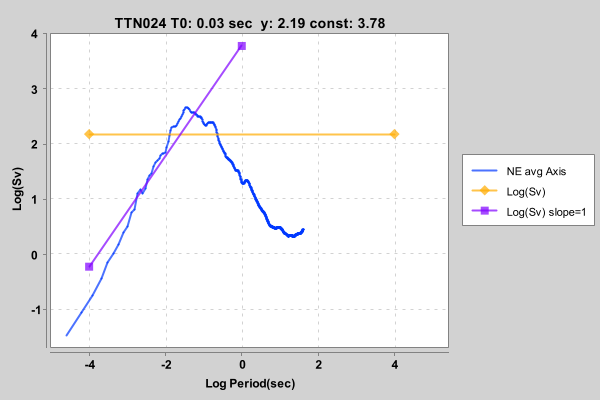 TTN024 T0: 0.03 sec  y: 2.19 const: 3.78
4
3
2
1
0
-1
Log(Sv)
-4
-2
0
2
4
Log Period(sec)
NE avg Axis
Log(Sv)
Log(Sv) slope=1